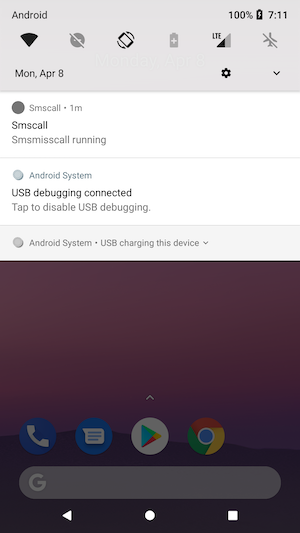 Android 100% 7:11
LTE
Mon, Apr 8
Smscall • 1m
Smscall
Smsmisscall running
Android System
USB debugging connected
Tap to disable USB debugging.
Android System • USB charging this device
G